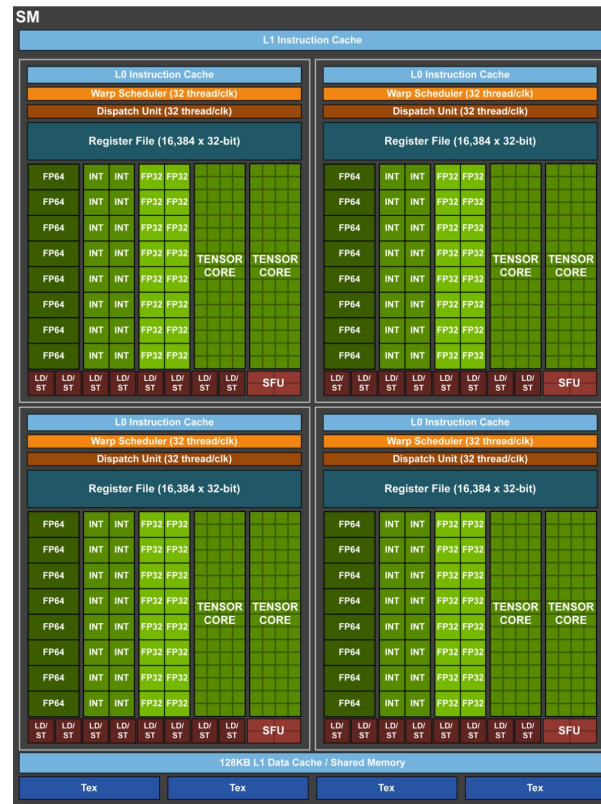 SM
L1 Instruction Cache
L0 Instruction Cache
Warp Scheduler (32 thread/clk)
Dispatch Unit (32 thread/clk)
Register File (16,384 x 32-bit)
FP64 INT INT FP32 FP32
FP64 INT INT FP32 FP32
FP64 INT INT FP32 FP32
FP64 INT INT FP32 FP32
FP64 INT INT FP32 FP32
FP64 INT INT FP32 FP32
FP64 INT INT FP32 FP32
FP64 INT INT FP32 FP32
TENSOR TENSOR
CORE CORE
LD/ LD/ LD/ LD/ LD/ LD/ LD/ LD/
ST ST ST ST ST ST ST ST
SFU
L0 Instruction Cache
Warp Scheduler (32 thread/clk)
Dispatch Unit (32 thread/clk)
Register File (16,384 x 32-bit)
FP64 INT INT FP32 FP32
FP64 INT INT FP32 FP32
FP64 INT INT FP32 FP32
FP64 INT INT FP32 FP32
FP64 INT INT FP32 FP32
FP64 INT INT FP32 FP32
FP64 INT INT FP32 FP32
FP64 INT INT FP32 FP32
TENSOR TENSOR
CORE CORE
LD/ LD/ LD/ LD/ LD/ LD/ LD/ LD/
ST ST ST ST ST ST ST ST
SFU
L0 Instruction Cache
Warp Scheduler (32 thread/clk)
Dispatch Unit (32 thread/clk)
Register File (16,384 x 32-bit)
FP64 INT INT FP32 FP32
FP64 INT INT FP32 FP32
FP64 INT INT FP32 FP32
FP64 INT INT FP32 FP32
FP64 INT INT FP32 FP32
FP64 INT INT FP32 FP32
FP64 INT INT FP32 FP32
FP64 INT INT FP32 FP32
TENSOR TENSOR
CORE CORE
LD/ LD/ LD/ LD/ LD/ LD/ LD/ LD/
ST ST ST ST ST ST ST ST
SFU
L0 Instruction Cache
Warp Scheduler (32 thread/clk)
Dispatch Unit (32 thread/clk)
Register File (16,384 x 32-bit)
FP64 INT INT FP32 FP32
FP64 INT INT FP32 FP32
FP64 INT INT FP32 FP32
FP64 INT INT FP32 FP32
FP64 INT INT FP32 FP32
FP64 INT INT FP32 FP32
FP64 INT INT FP32 FP32
FP64 INT INT FP32 FP32
TENSOR TENSOR
CORE CORE
LD/ LD/ LD/ LD/ LD/ LD/ LD/ LD/
ST ST ST ST ST ST ST ST
SFU
128KB L1 Data Cache / Shared Memory
Tex Tex Tex Tex